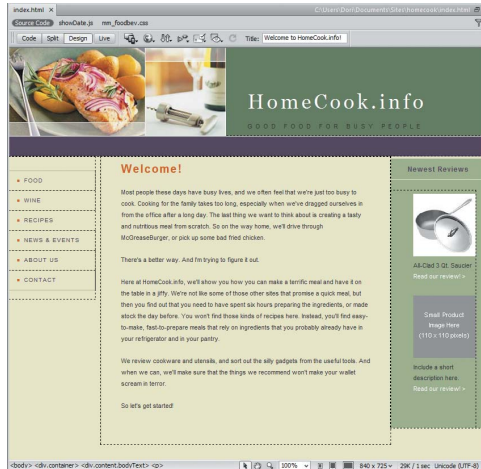 index.html ×
C:\Users\Dori\Documents\Sites\homecook\index.html
Source Code showDate.js mm_foodbev.css
Code Split Design Live Title: Welcome to HomeCook.info!
HomeCook.info
GOOD FOOD FOR BUSY PEOPLE
FOOD
WINE
RECIPES
NEWS & EVENTS
ABOUT US
CONTACT
Welcome!
Most people these days have busy lives, and we often feel that we're just too busy to
cook. Cooking for the family takes too long, especially when we've dragged ourselves in
from the office after a long day. The last thing we want to think about is creating a tasty
and nutritious meal from scratch. So on the way home, we'll drive through
McGreaseBurger, or pick up some bad fried chicken.
There's a better way. And I'm trying to figure it out.
Here at HomeCook.info, we'll show you how you can make a terrific meal and have it on
the table in a jiffy. We're not like some of those other sites that promise a quick meal, but
then you find out that you need to have spent six hours preparing the ingredients, or made
stock the day before. You won't find those kinds of recipes here. Instead, you'll find easy-
to-make, fast-to-prepare meals that rely on ingredients that you probably already have in
your refrigerator and in your pantry.
We review cookware and utensils, and sort out the silly gadgets from the useful tools. And
when we can, we'll make sure that the things we recommend won't make your wallet
scream in terror.
So let's get started!
Newest Reviews
All-Clad 3 Qt. Saucier
Read our review! »
Small Product
Image Here
(110 x 110 pixels)
Include a short
description here.
Read our review! »
<body> <div.container> <div.content.bodyText> <p>
100% 840 x 725 29K / 1 sec Unicode (UTF-8)